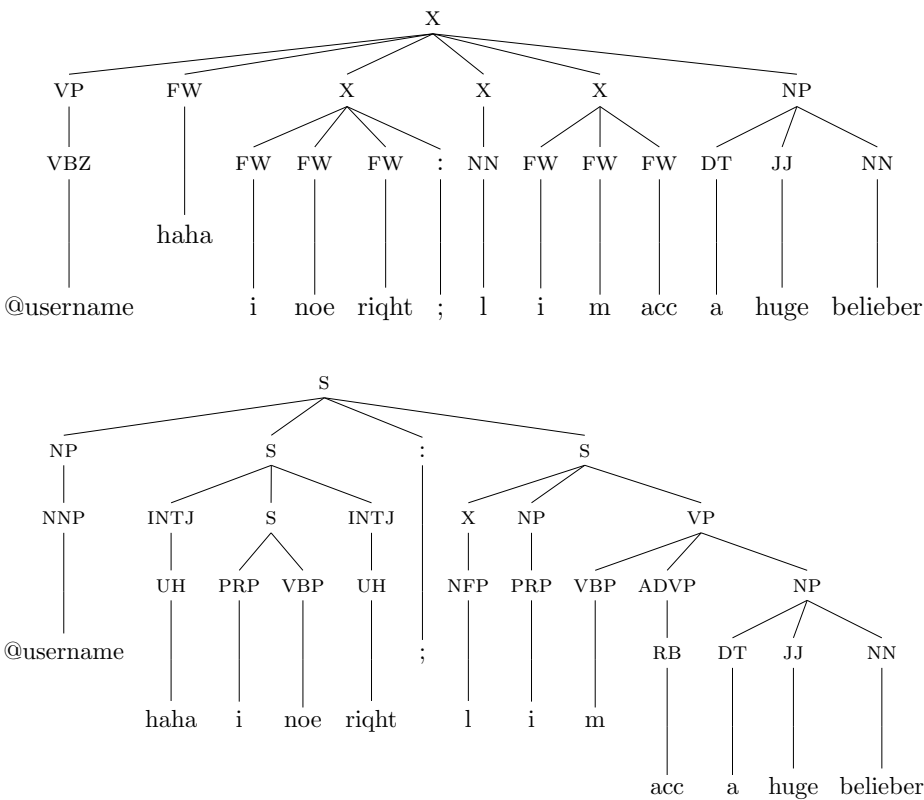 X
VP FW X X X NP
VBZ FW FW FW : NN FW FW FW DT JJ NN
haha
@username i noe riqht ; l i m acc a huge belieber
S
NP S : S
NNP INTJ S INTJ X NP VP
UH PRP VBP UH NFP PRP VBP ADVP NP
@username ; RB DT JJ NN
haha i noe riqht l i m
acc a huge belieber